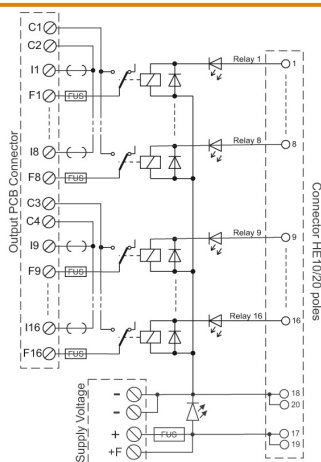 C1
C2
Relay 1
1
I1
F1
FUS
Relay 8
8
I8
F8
FUS
C3
C4
Relay 9
9
I9
F9
FUS
Relay 16
16
I16
F16
FUS
Output PCB Connector
Connector HE10/20 poles
Supply Voltage
-
18
-
20
+
FUS
17
+F
19